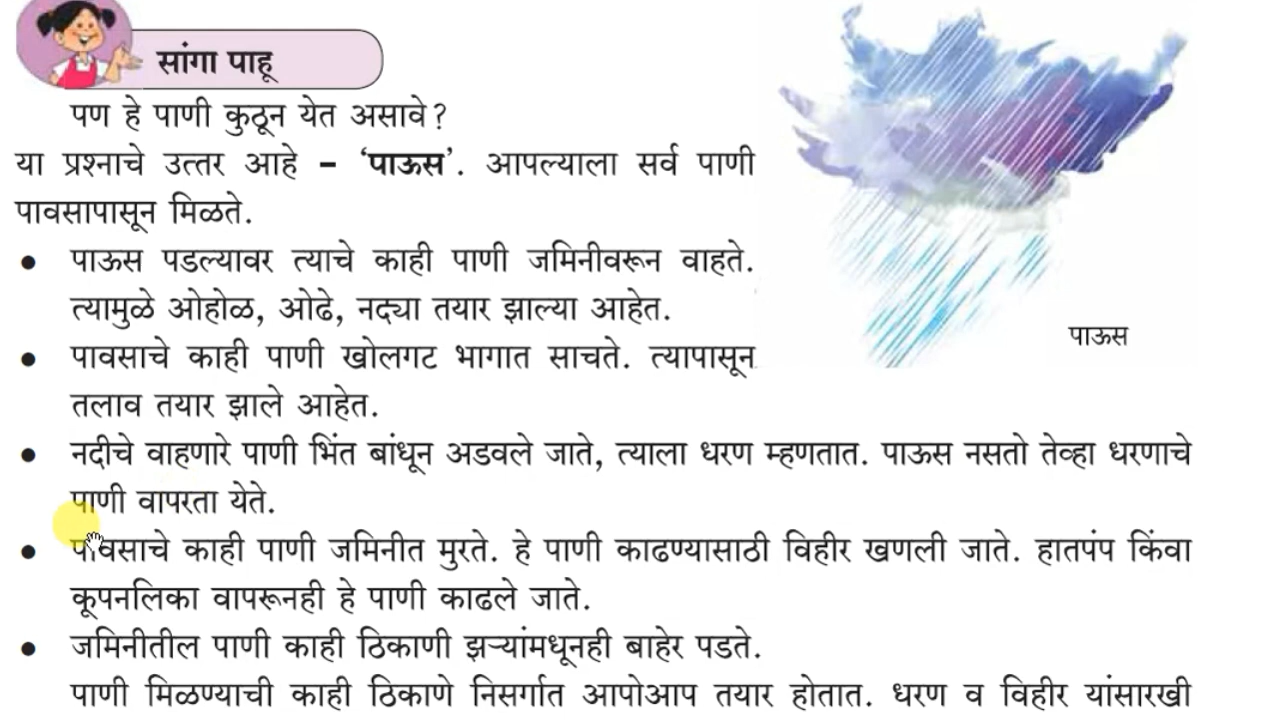 सांगा पाहू
पण हे पाणी कुठून येत असावे?
या प्रश्नाचे उत्तर आहे – ‘पाऊस’. आपल्याला सर्व पाणी
पावसापासून मिळते.
• पाऊस पडल्यावर त्याचे काही पाणी जमिनीवरून वाहते.
त्यामुळे ओहोळ, ओढे, नद्या तयार झाल्या आहेत.
पाऊस
• पावसाचे काही पाणी खोलगट भागात साचते. त्यापासून
तलाव तयार झाले आहेत.
• नदीचे वाहणारे पाणी भिंत बांधून अडवले जाते, त्याला धरण म्हणतात. पाऊस नसतो तेव्हा धरणाचे
पाणी वापरता येते.
• पावसाचे काही पाणी जमिनीत मुरते. हे पाणी काढण्यासाठी विहीर खणली जाते. हातपंप किंवा
कूपनलिका वापरूनही हे पाणी काढले जाते.
• जमिनीतील पाणी काही ठिकाणी झऱ्यांमधूनही बाहेर पडते.
पाणी मिळण्याची काही ठिकाणे निसर्गात आपोआप तयार होतात. धरण व विहीर यांसारखी